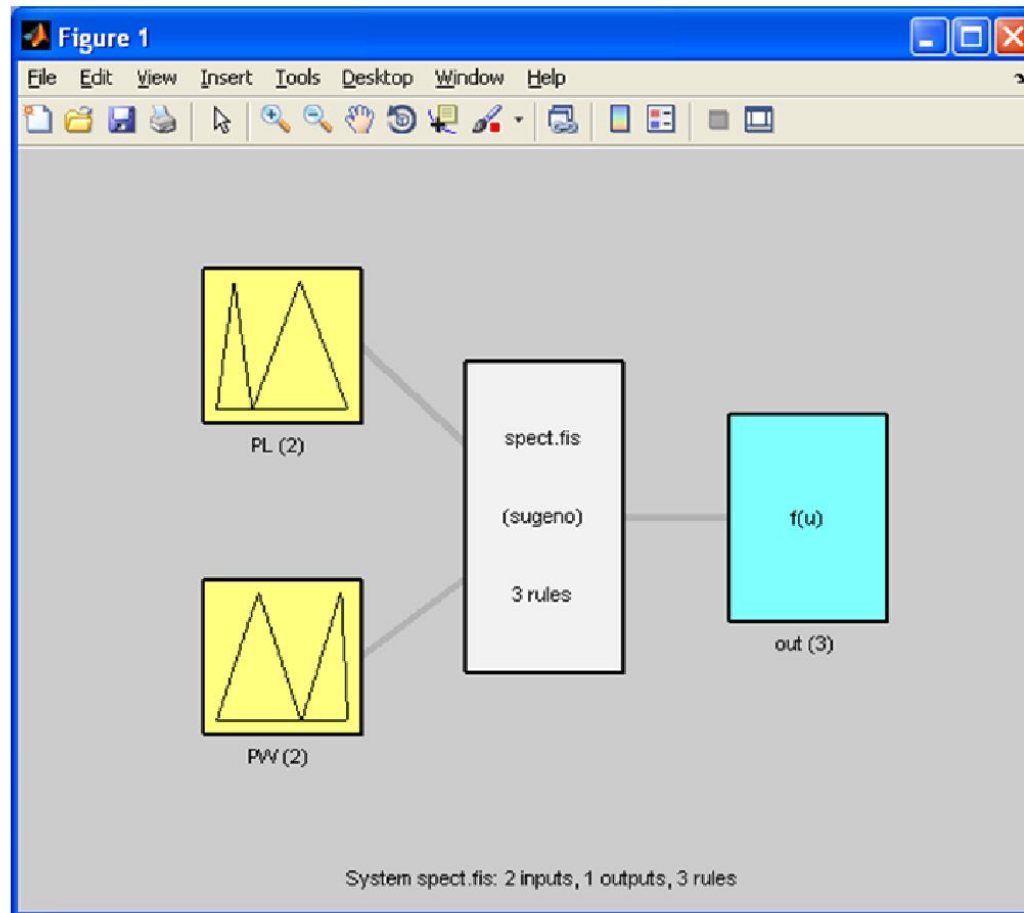 Figure 1
File Edit View Insert Tools Desktop Window Help
PL (2)
spect.fis
(sugeno)
3 rules
f(u)
out (3)
PW (2)
System spect.fis: 2 inputs, 1 outputs, 3 rules